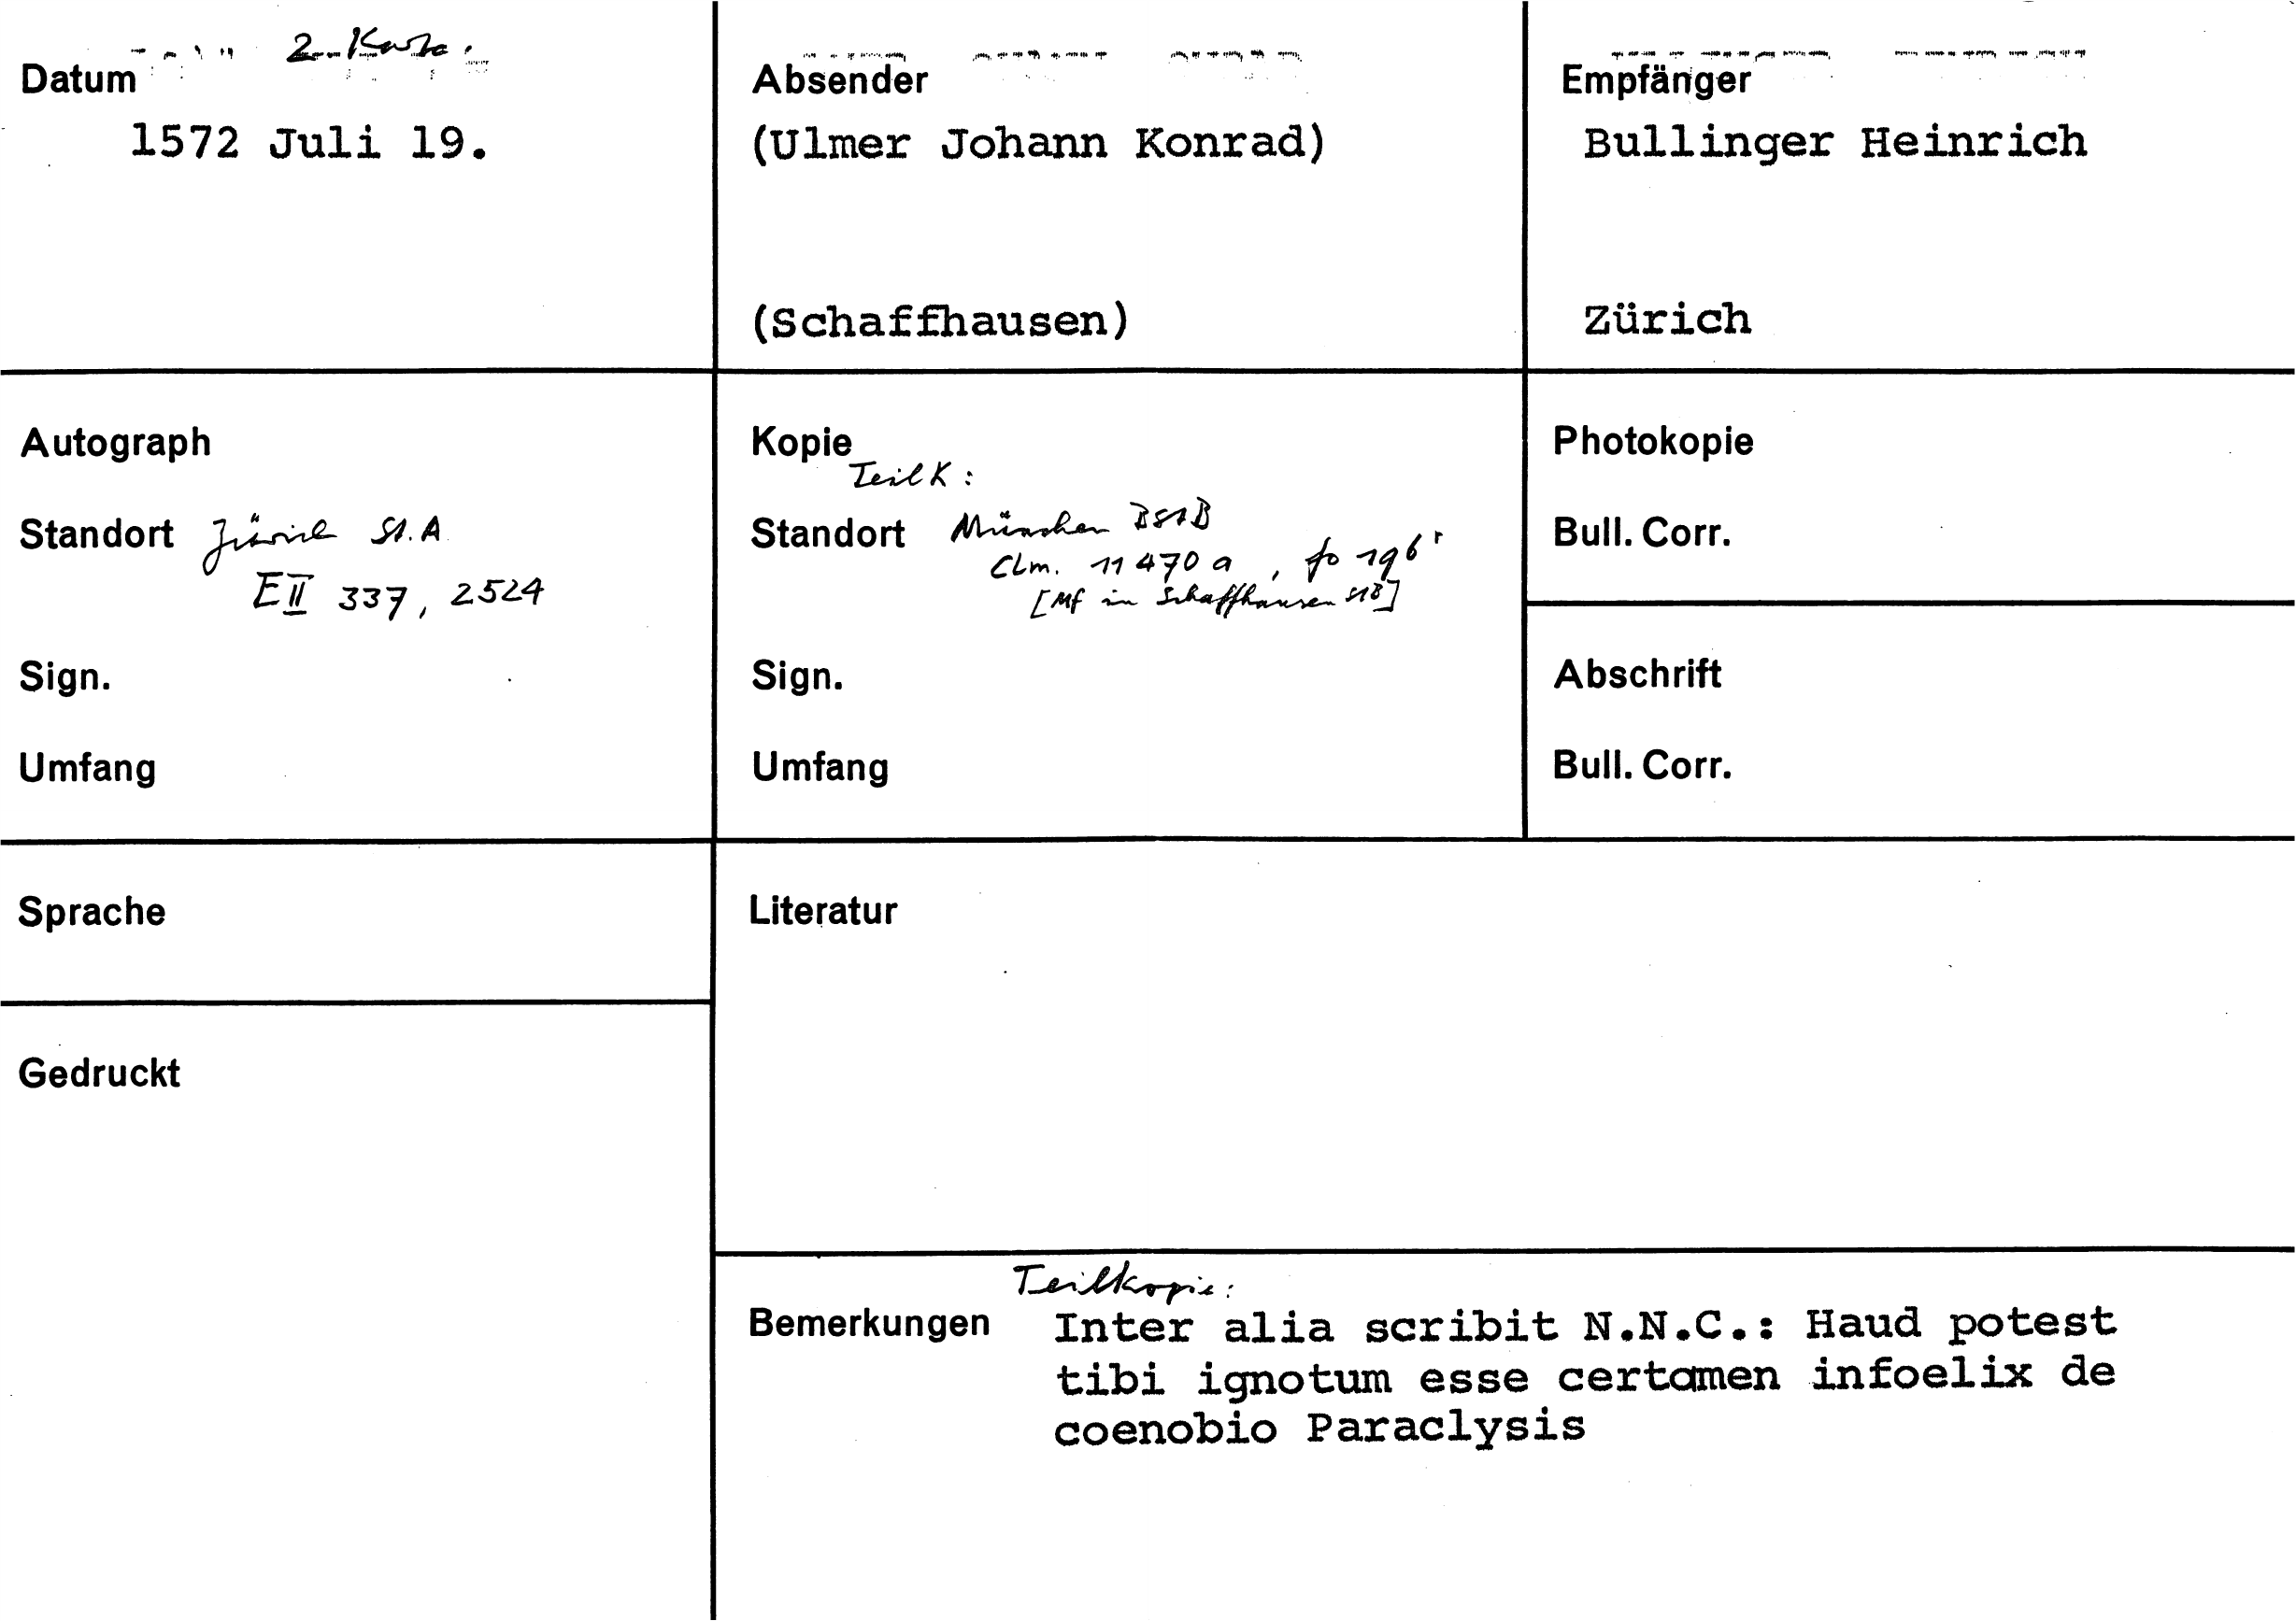 2. Karte.
Datum
1572 Juli 19.
Absender
(Ulmer Johann Konrad)
(Schaffhausen)
Empfänger
Bullinger Heinrich
Zürich
Autograph
Standort Zürich St.A
E II 337, 2524
Sign.
Umfang
Kopie
Teilk:
Standort München BStB
Clm. 11470 a, fo 196r
[Mf in Schaffhausen StB]
Sign.
Umfang
Photokopie
Bull. Corr.
Abschrift
Bull. Corr.
Sprache
Literatur
Gedruckt
Teilkopie:
Bemerkungen Inter alia scribit N.N.C.: Haud potest
tibi ignotum esse certamen infoelix de
coenobio Paraclysis